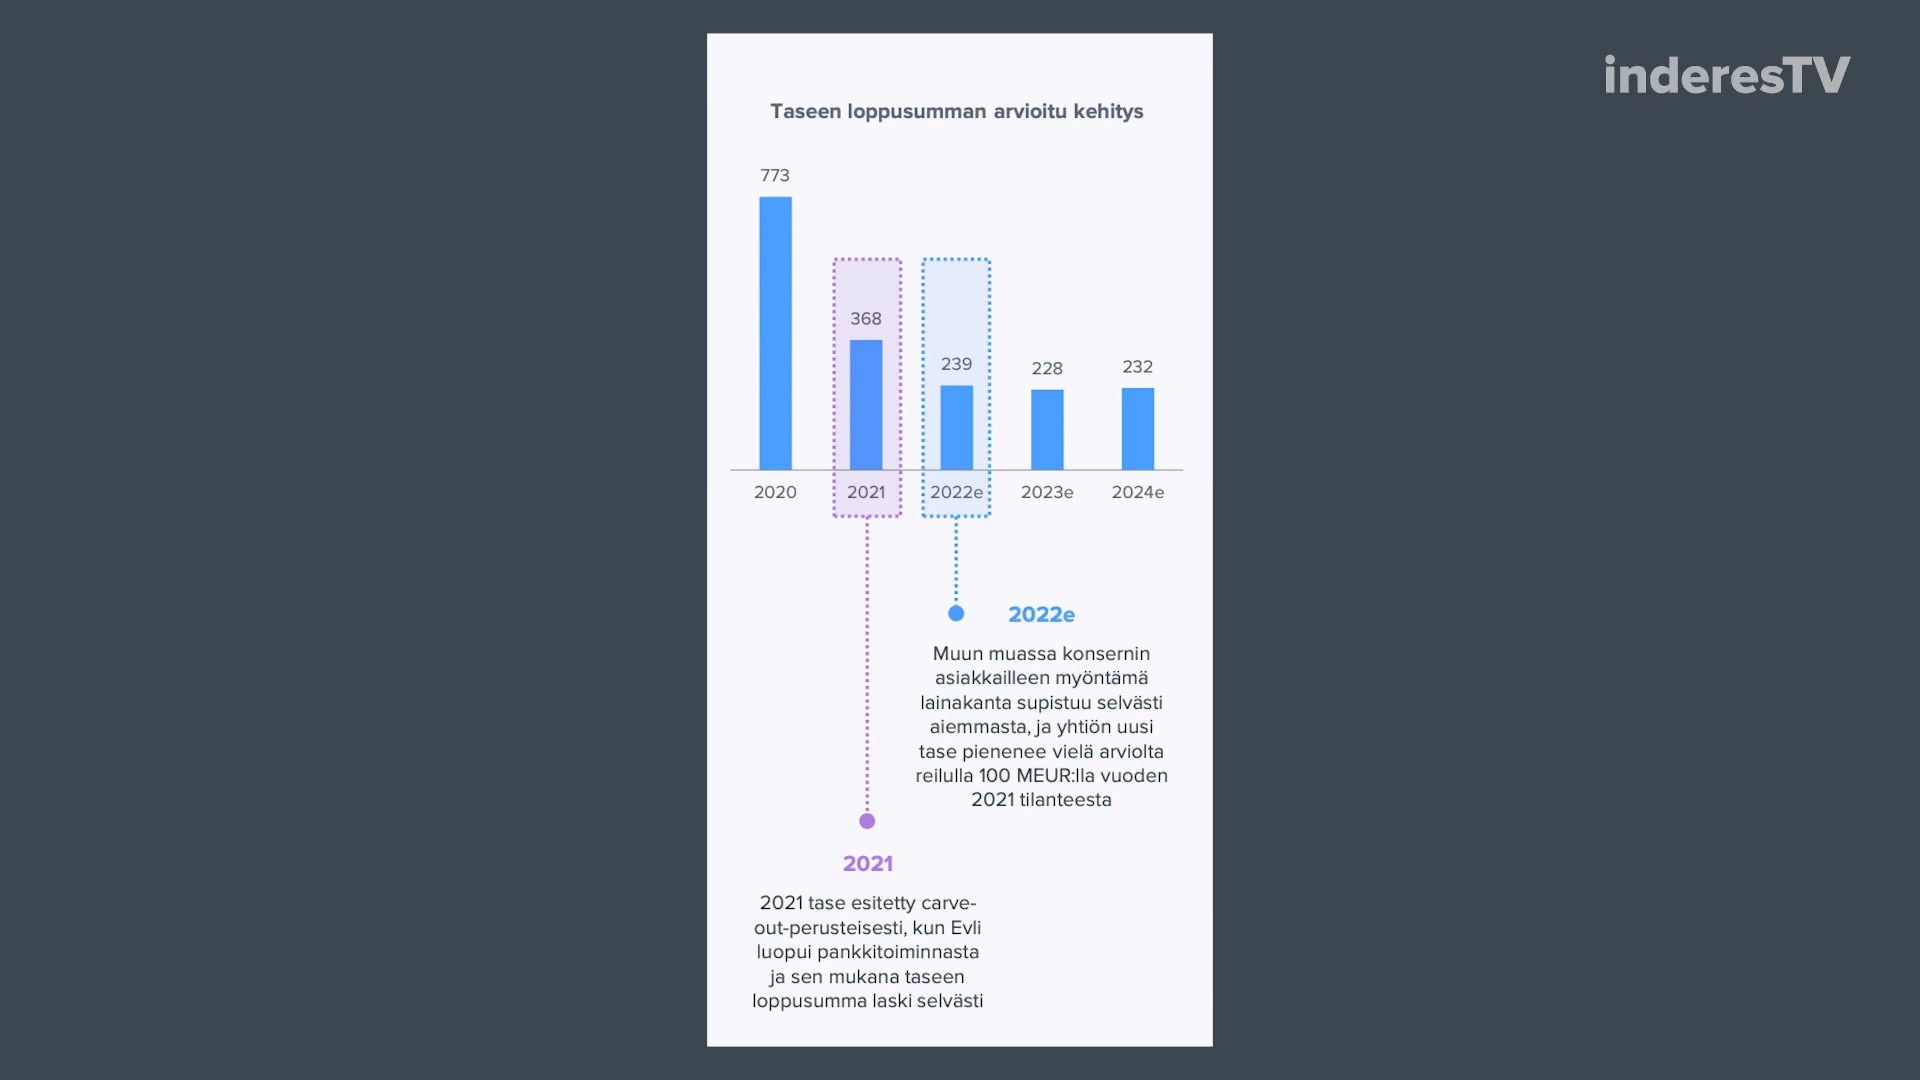 inderesTV
Taseen loppusumman arvioitu kehitys
773
368
239
228
232
2020
2021
2022e
2023e
2024e
2022e
Muun muassa konsernin
asiakkailleen myöntämä
lainakanta supistuu selvästi
aiemmasta, ja yhtiön uusi
tase pienenee vielä arviolta
reilulla 100 MEUR:lla vuoden
2021 tilanteesta
2021
2021 tase esitetty carve-
out-perusteisesti, kun Evli
luopui pankkitoiminnasta
ja sen mukana taseen
loppusumma laski selvästi